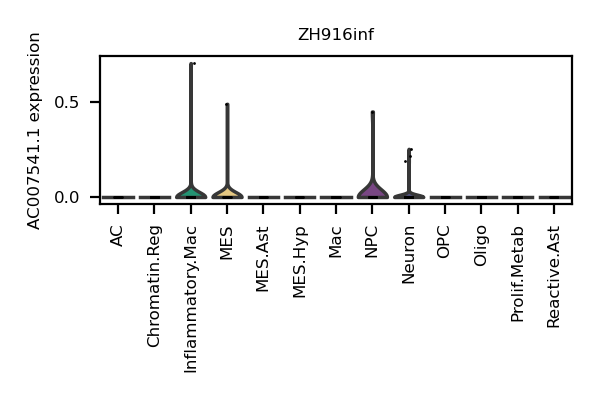 ZH916inf
AC007541.1 expression
0.5
0.0
AC
Chromatin.Reg
Inflammatory.Mac
MES
MES.Ast
MES.Hyp
Mac
NPC
Neuron
OPC
Oligo
Prolif.Metab
Reactive.Ast